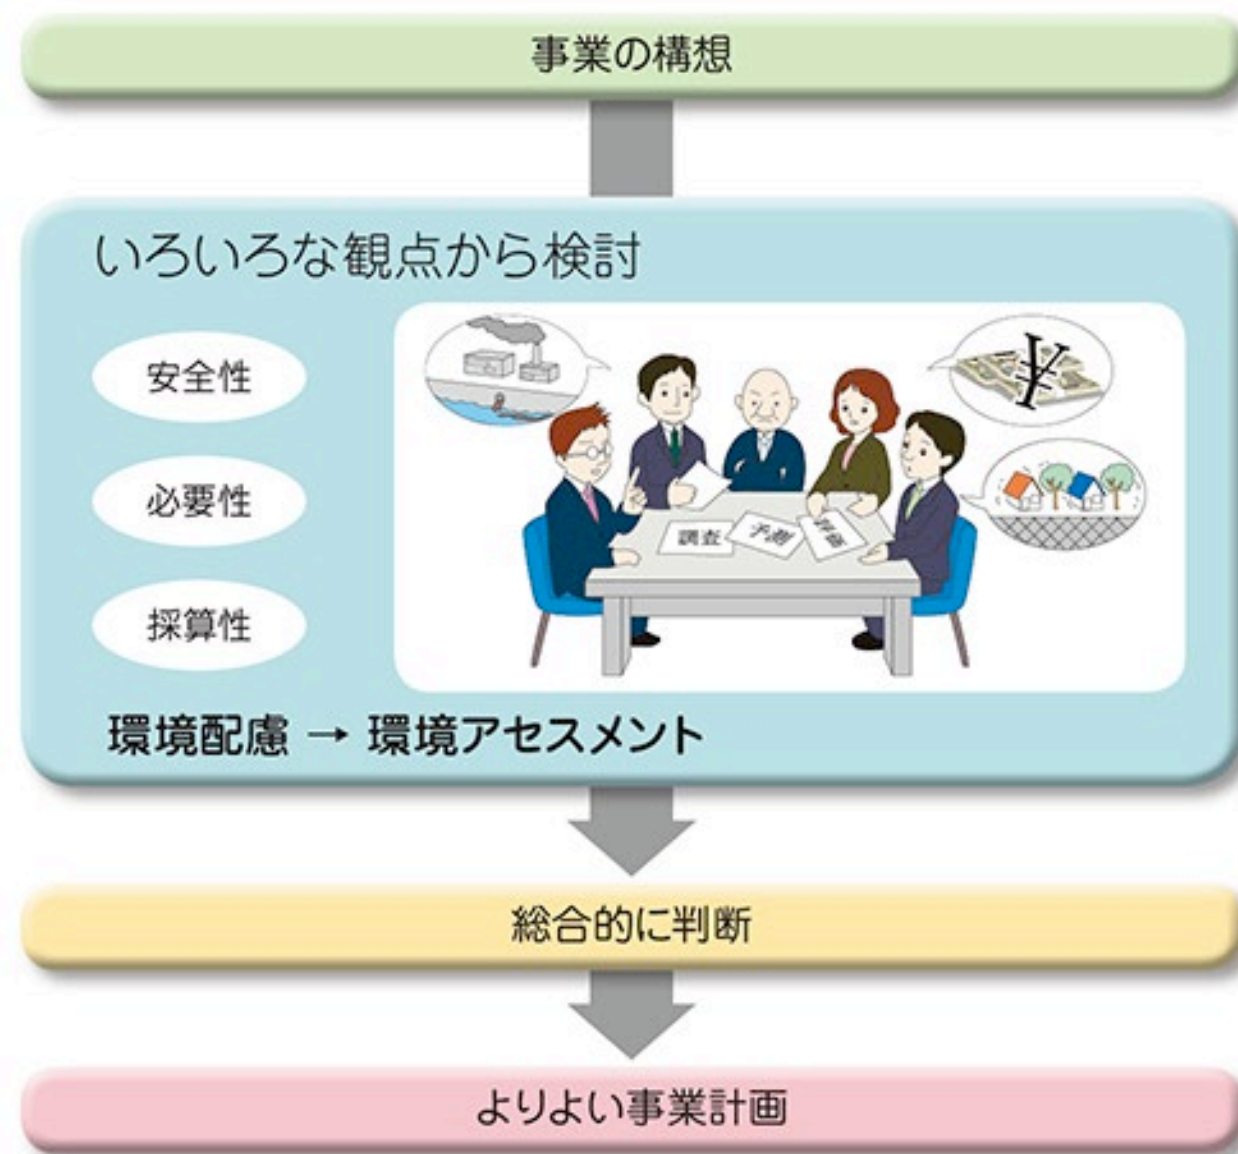 事業の構想
いろいろな観点から検討
安全性
必要性
採算性
¥
調査
予測
評価
環境配慮 → 環境アセスメント
総合的に判断
よりよい事業計画